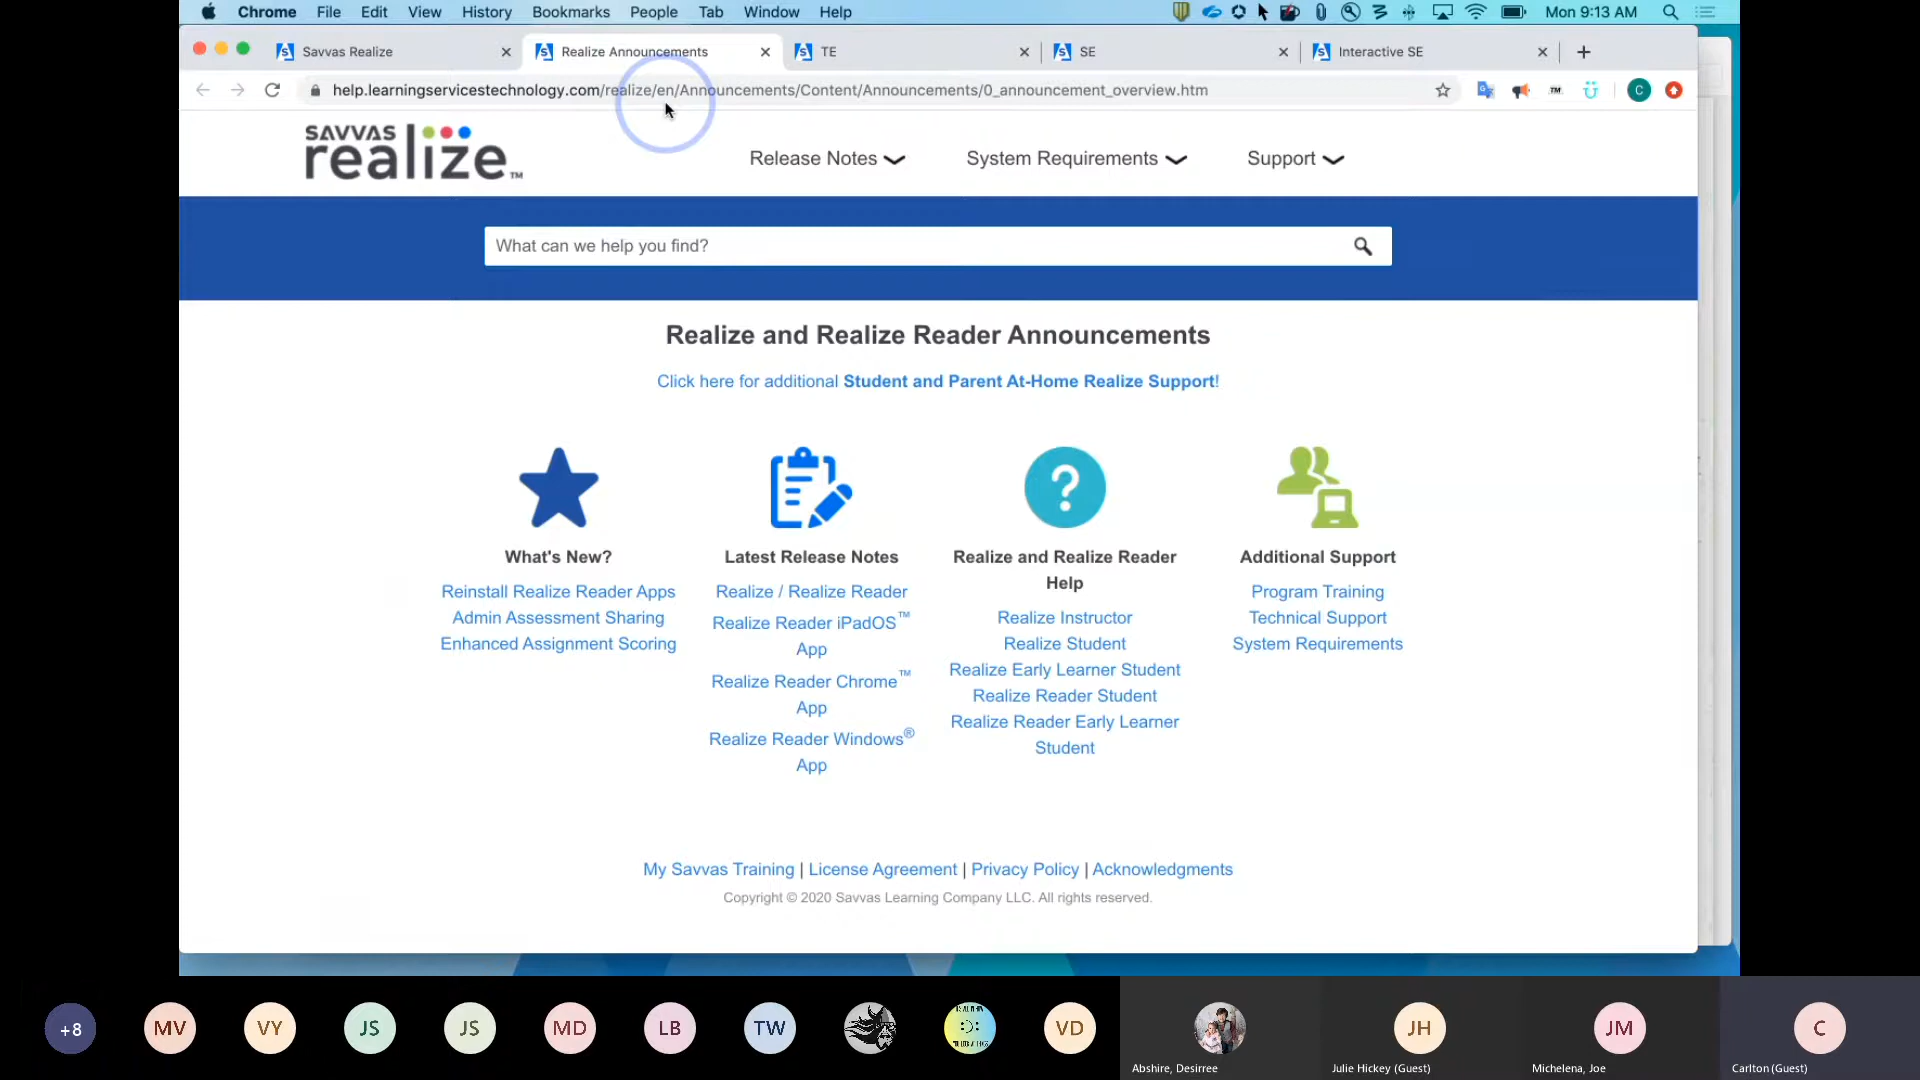 Chrome File Edit View History Bookmarks People Tab Window Help Mon 9:13 AM
Savvas Realize Realize Announcements TE SE Interactive SE
help.learningservicestechnology.com/realize/en/Announcements/Content/Announcements/0_announcement_overview.htm TM C
SAVVAS
realize™
Release Notes System Requirements Support
What can we help you find?
Realize and Realize Reader Announcements
Click here for additional Student and Parent At-Home Realize Support!
What's New?
Reinstall Realize Reader Apps
Admin Assessment Sharing
Enhanced Assignment Scoring
Latest Release Notes
Realize / Realize Reader
Realize Reader iPadOS™
App
Realize Reader Chrome™
App
Realize Reader Windows®
App
Realize and Realize Reader
Help
Realize Instructor
Realize Student
Realize Early Learner Student
Realize Reader Student
Realize Reader Early Learner
Student
Additional Support
Program Training
Technical Support
System Requirements
My Savvas Training | License Agreement | Privacy Policy | Acknowledgments
Copyright © 2020 Savvas Learning Company LLC. All rights reserved.
+8 MV VY JS JS MD LB TW VD JH JM C
Abshire, Desirree Julie Hickey (Guest) Michelena, Joe Carlton (Guest)